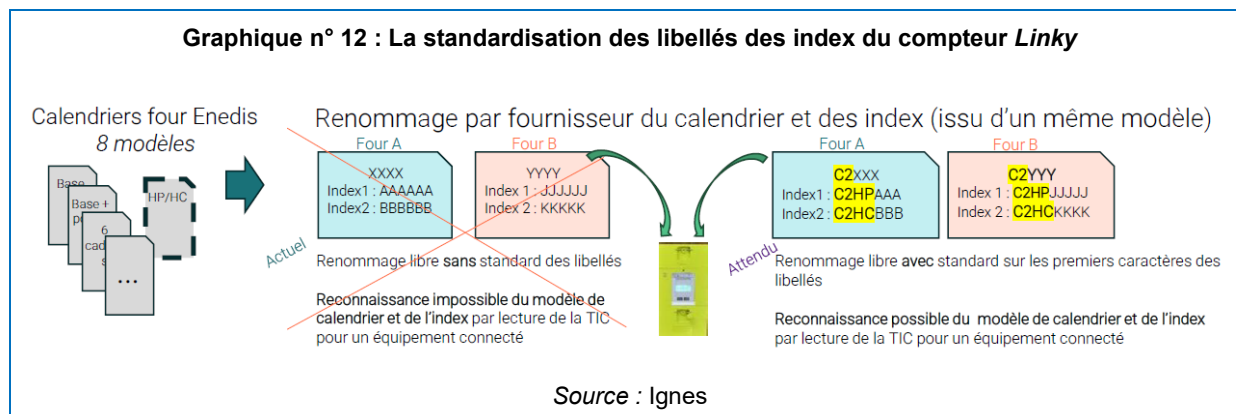 Graphique n° 12 : La standardisation des libellés des index du compteur Linky
Calendriers four Enedis
8 modèles
Base
Base +
6
...
HP/HC
Renommage par fournisseur du calendrier et des index (issu d'un même modèle)
Actuel
Four A
XXXX
Index1 : AAAAAA
Index2 : BBBBBB
Four B
YYYY
Index 1 : JJJJJJ
Index 2 : KKKKK
Renommage libre sans standard des libellés
Reconnaissance impossible du modèle de
calendrier et de l'index par lecture de la TIC
pour un équipement connecté
Attendu
Four A
C2XXX
Index1 : C2HPAAA
Index2 : C2HCBBB
Four B
C2YYY
Index 1 : C2HPJJJJJ
Index 2 : C2HCKKKK
Renommage libre avec standard sur les premiers caractères des
libellés
Reconnaissance possible du modèle de calendrier et de l'index
par lecture de la TIC pour un équipement connecté
Source : Ignes